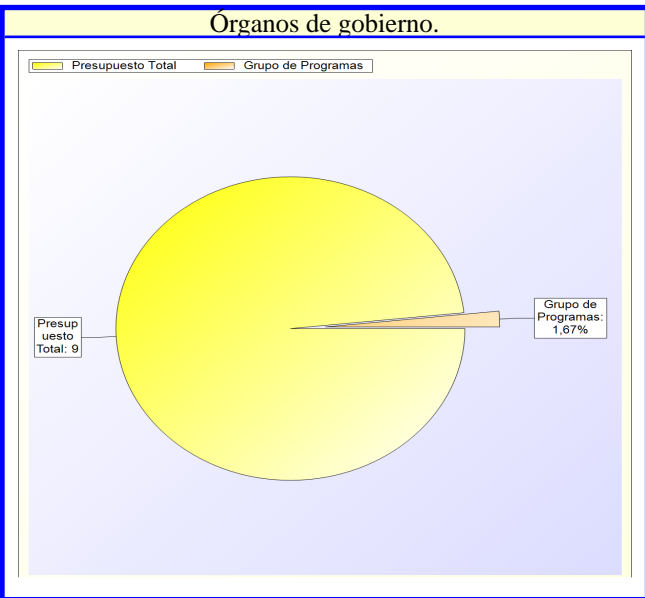 Órganos de gobierno.
Presupuesto Total
Grupo de Programas
Grupo de
Programas:
1,67%
Presup
uesto
Total: 9